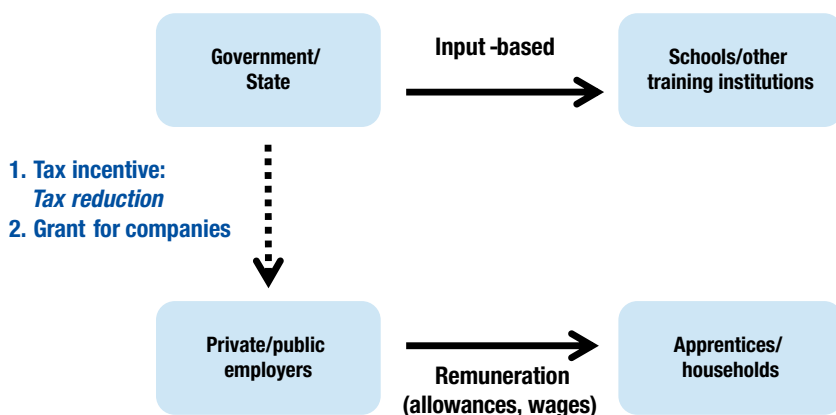 Government/
State
Input -based
Schools/other
training institutions
1. Tax incentive:
Tax reduction
2. Grant for companies
Private/public
employers
Remuneration
(allowances, wages)
Apprentices/
households